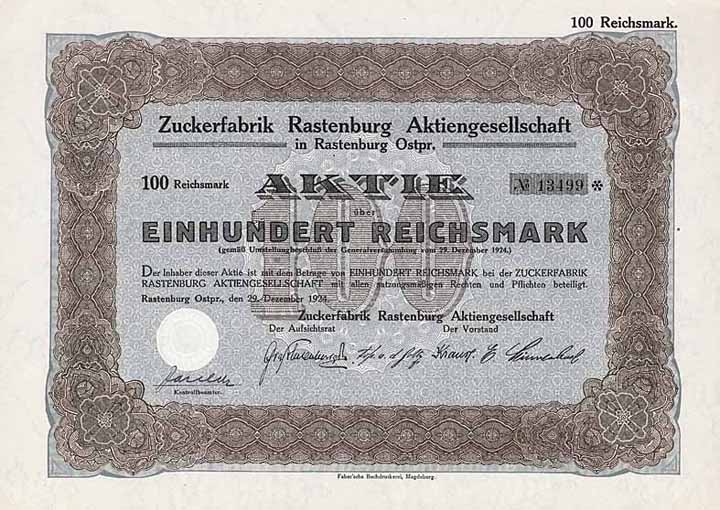 100 Reichsmark.
Zuckerfabrik Rastenburg Aktiengesellschaft
in Rastenburg Ostpr.
100 Reichsmark AKTIE № 13499 *
über
100
EINHUNDERT REICHSMARK
(gemäß Umstellungsbeschluß der Generalversammlung vom 29. Dezember 1924.)
Der Inhaber dieser Aktie ist mit dem Betrage von EINHUNDERT REICHSMARK bei der ZUCKERFABRIK
RASTENBURG AKTIENGESELLSCHAFT mit allen satzungsmäßigen Rechten und Pflichten beteiligt.
Rastenburg Ostpr., den 29. Dezember 1924.
Zuckerfabrik Rastenburg Aktiengesellschaft
Der Aufsichtsrat Der Vorstand
Kontrollbeamter.
Faber'sche Buchdruckerei, Magdeburg.